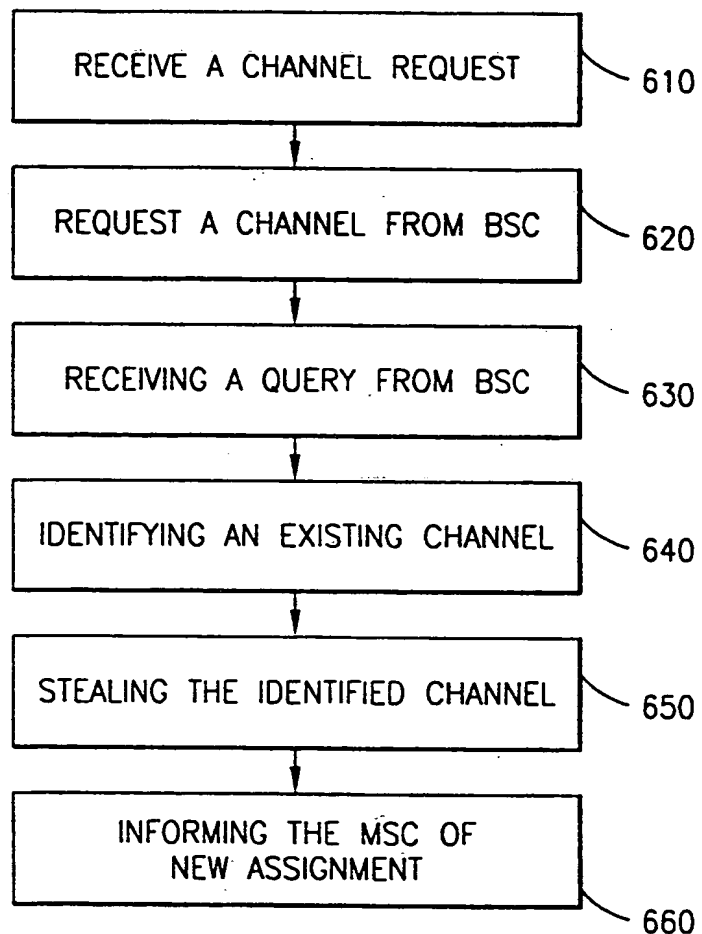 RECEIVE A CHANNEL REQUEST
610
REQUEST A CHANNEL FROM BSC
620
RECEIVING A QUERY FROM BSC
630
IDENTIFYING AN EXISTING CHANNEL
640
STEALING THE IDENTIFIED CHANNEL
650
INFORMING THE MSC OF
NEW ASSIGNMENT
660